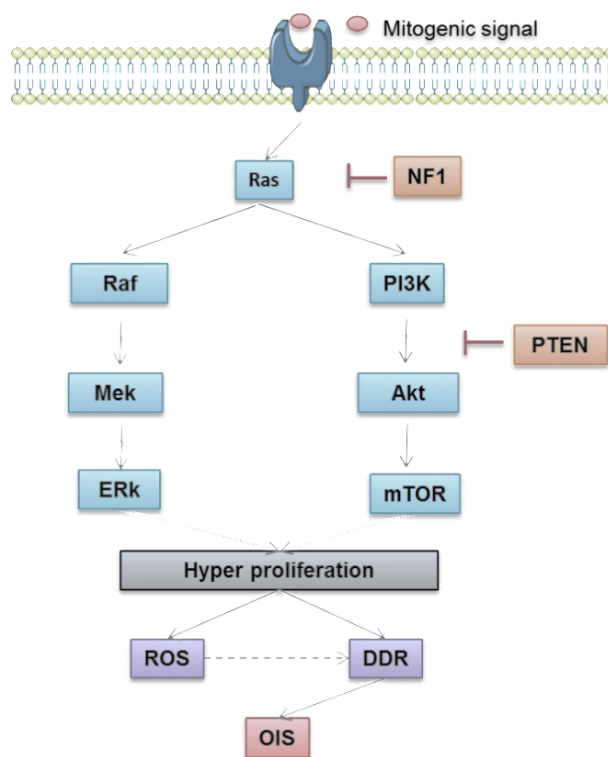 Mitogenic signal
Ras
NF1
Raf
PI3K
PTEN
Mek
Akt
ERk
mTOR
Hyper proliferation
ROS
DDR
OIS